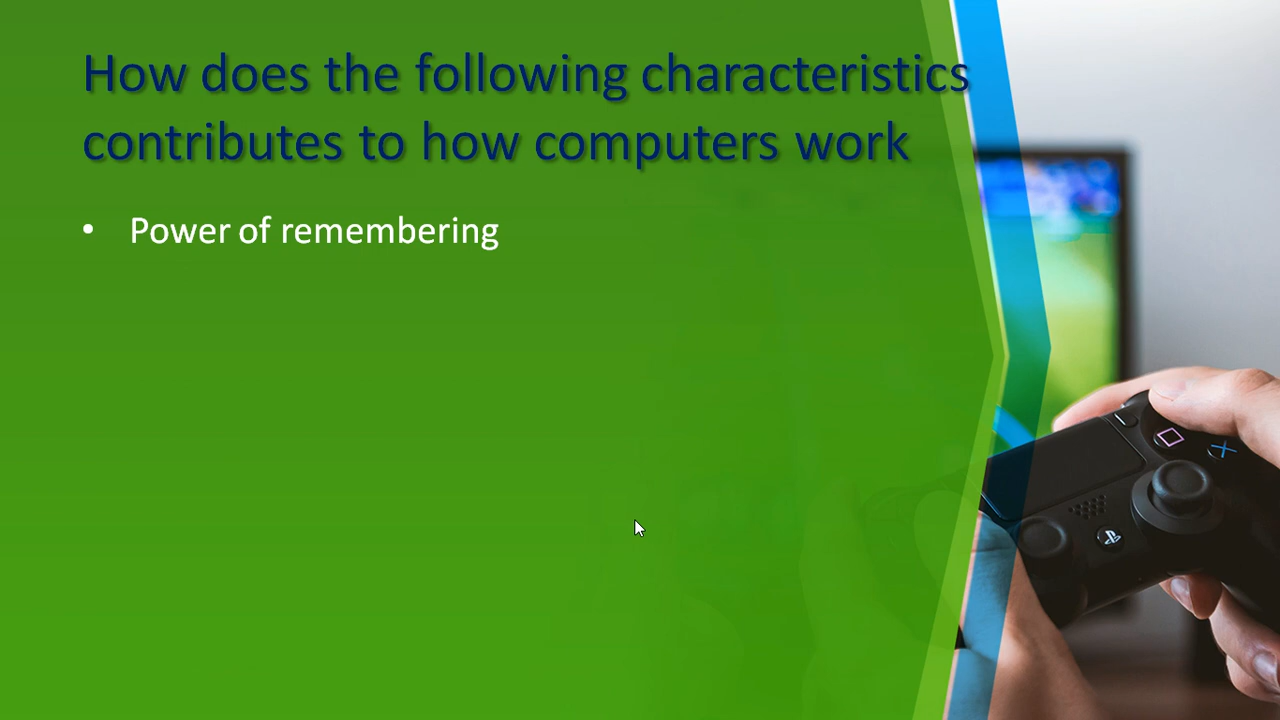 How does the following characteristics
contributes to how computers work
• Power of remembering